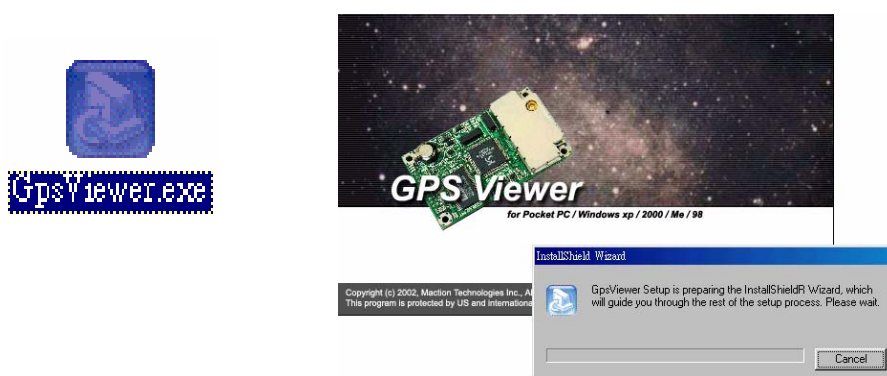 GpsViewer.exe
GPS Viewer
for Pocket PC / Windows xp / 2000 / Me / 98
InstallShield Wizard
GpsViewer Setup is preparing the InstallShieldR Wizard, which
will guide you through the rest of the setup process. Please wait.
Copyright (c) 2002, Maction Technologies Inc.,
This program is protected by US and
Cancel